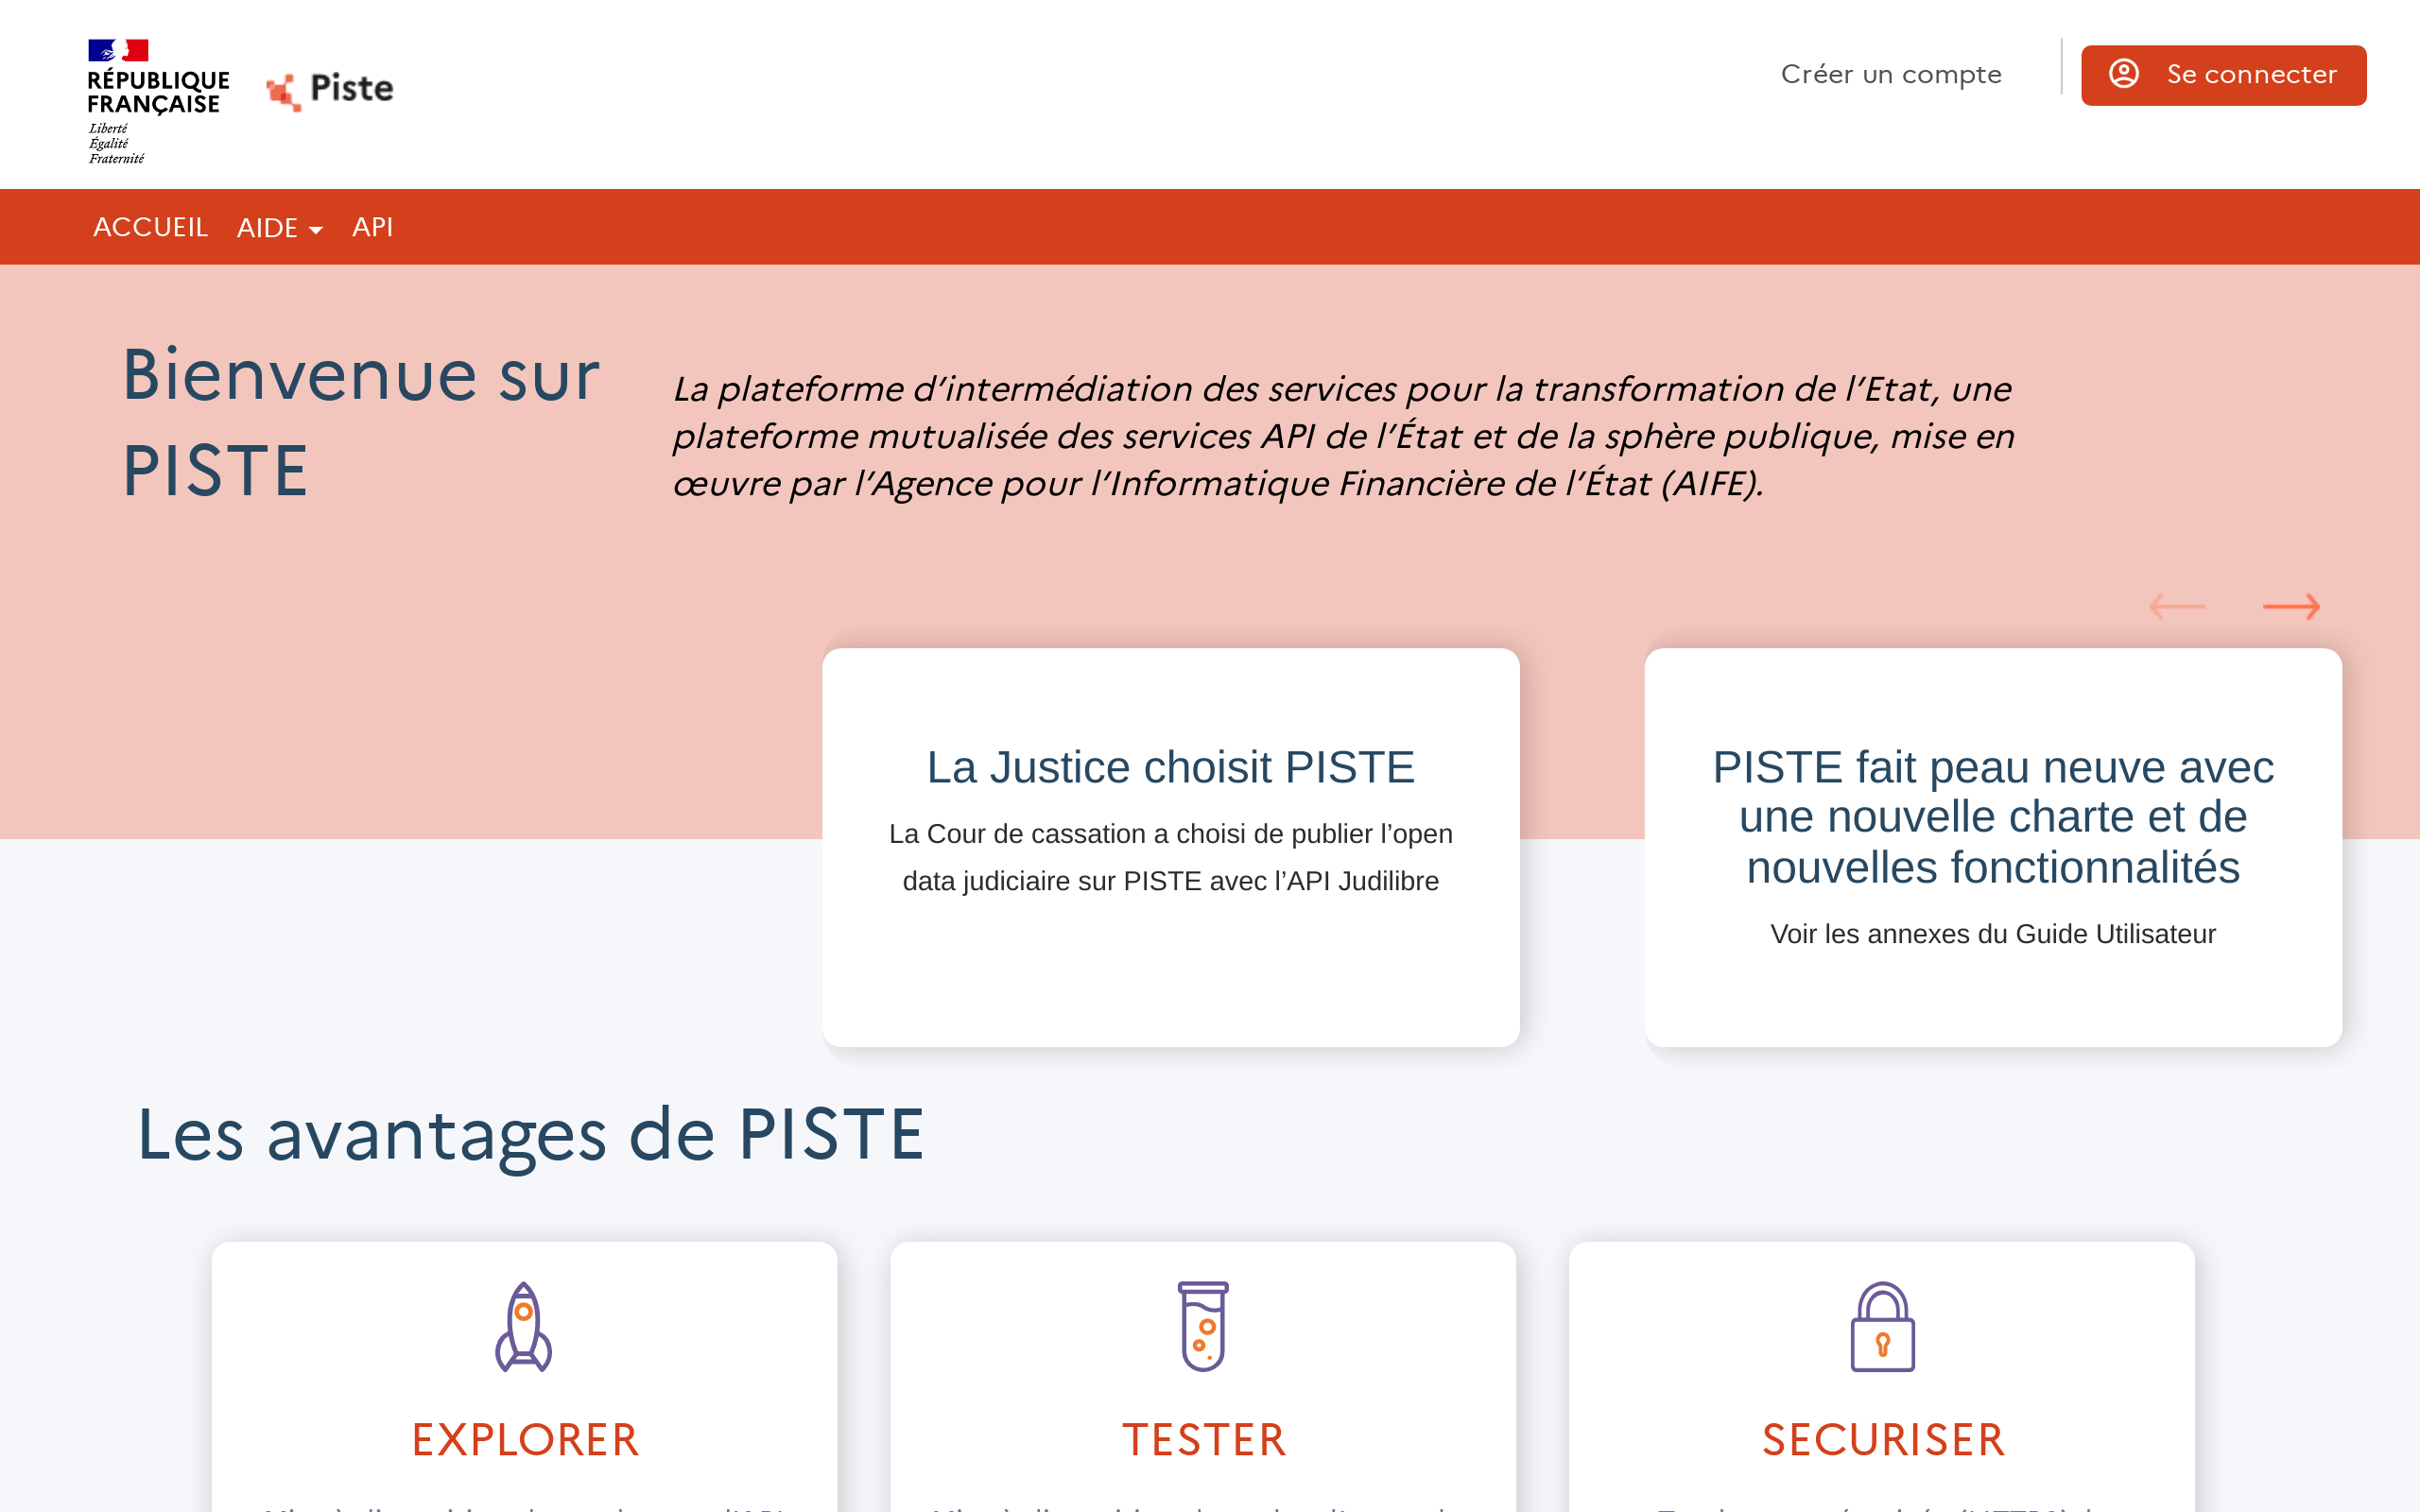 RÉPUBLIQUE
FRANÇAISE
Liberté
Égalité
Fraternité
Piste
Créer un compte
Se connecter
ACCUEIL
AIDE
API
Bienvenue sur
PISTE
La plateforme d’intermédiation des services pour la transformation de l’Etat, une
plateforme mutualisée des services API de l’État et de la sphère publique, mise en
œuvre par l’Agence pour l’Informatique Financière de l’État (AIFE).
La Justice choisit PISTE
La Cour de cassation a choisi de publier l’open
data judiciaire sur PISTE avec l’API Judilibre
PISTE fait peau neuve avec
une nouvelle charte et de
nouvelles fonctionnalités
Voir les annexes du Guide Utilisateur
Les avantages de PISTE
EXPLORER
TESTER
SECURISER